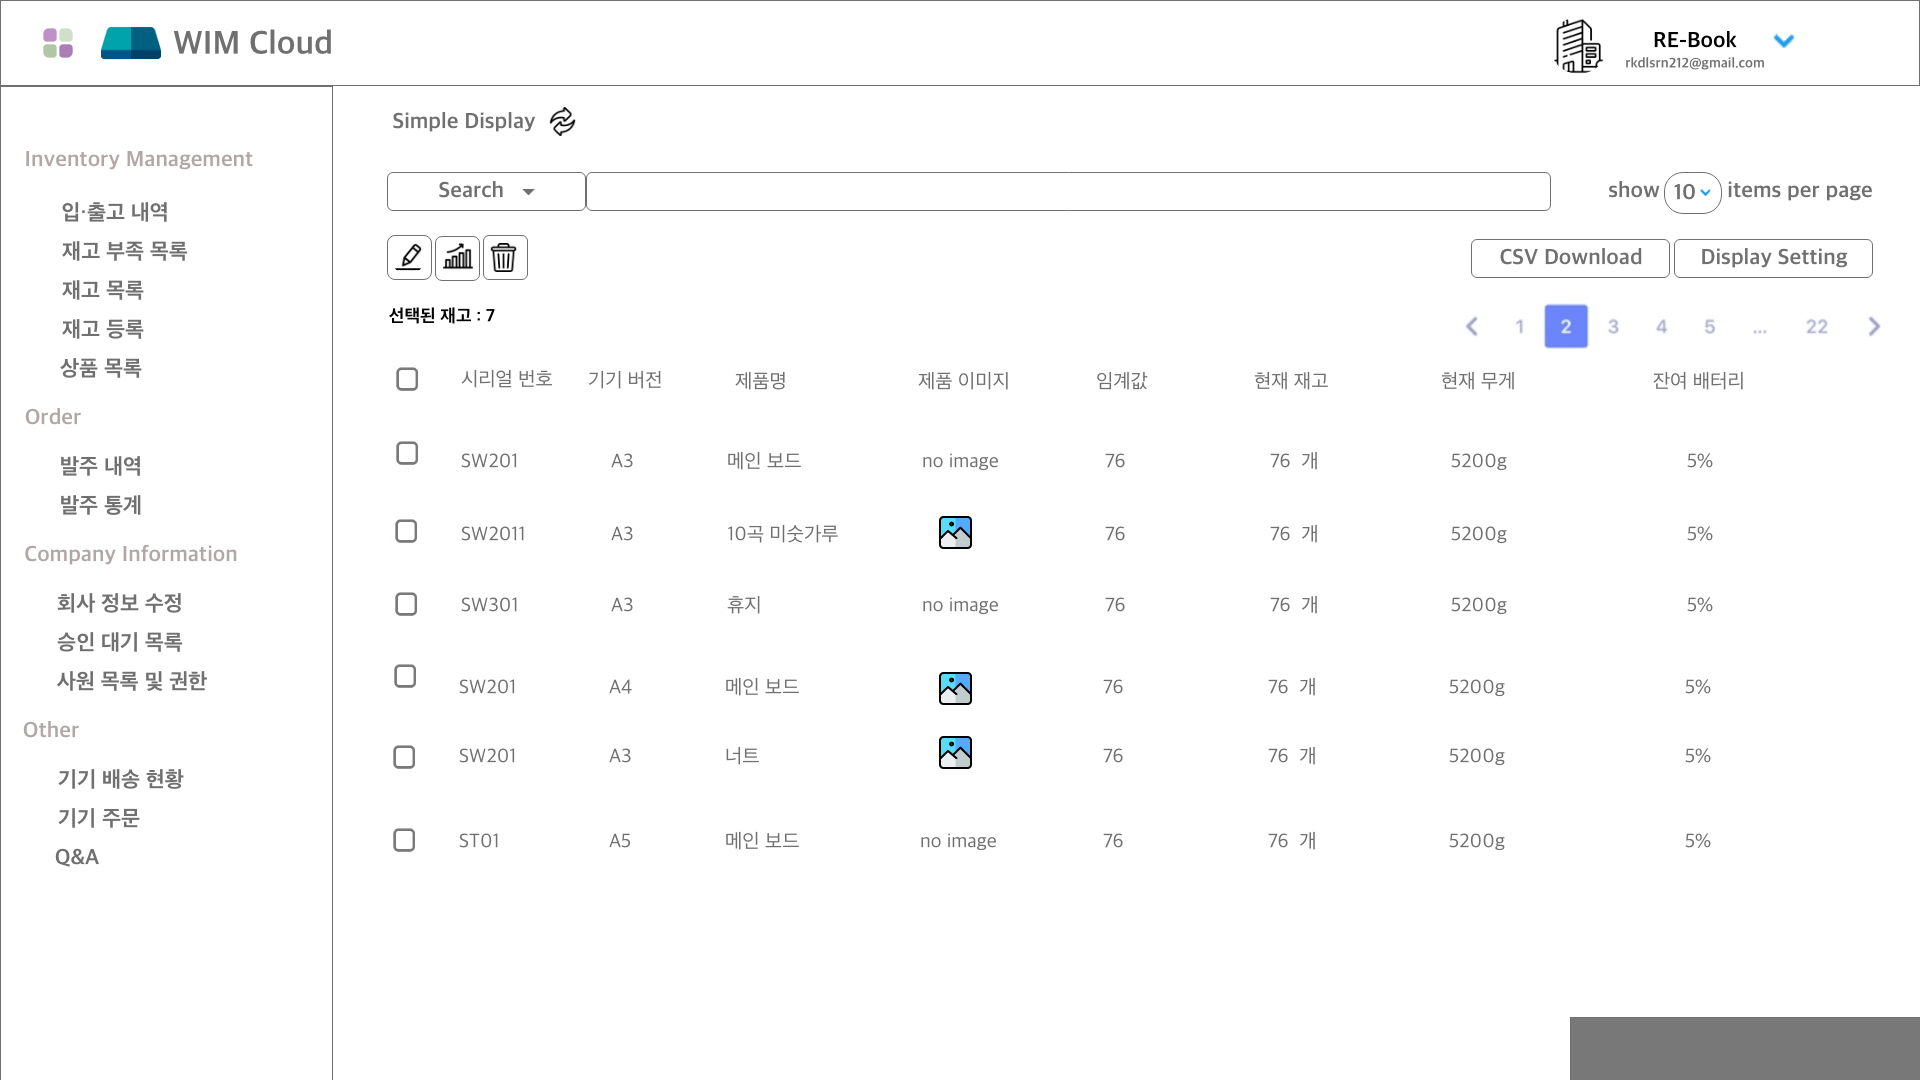 WIM Cloud
RE-Book
rkdlsrn212@gmail.com
Inventory Management
입·출고 내역
재고 부족 목록
재고 목록
재고 등록
상품 목록
Order
발주 내역
발주 통계
Company Information
회사 정보 수정
승인 대기 목록
사원 목록 및 권한
Other
기기 배송 현황
기기 주문
Q&A
Simple Display
Search
show 10 items per page
CSV Download Display Setting
선택된 재고 : 7
1 2 3 4 5 ... 22
시리얼 번호 기기 버전 제품명 제품 이미지 임계값 현재 재고 현재 무게 잔여 배터리
SW201 A3 메인 보드 no image 76 76 개 5200g 5%
SW2011 A3 10곡 미숫가루 76 76 개 5200g 5%
SW301 A3 휴지 no image 76 76 개 5200g 5%
SW201 A4 메인 보드 76 76 개 5200g 5%
SW201 A3 너트 76 76 개 5200g 5%
ST01 A5 메인 보드 no image 76 76 개 5200g 5%